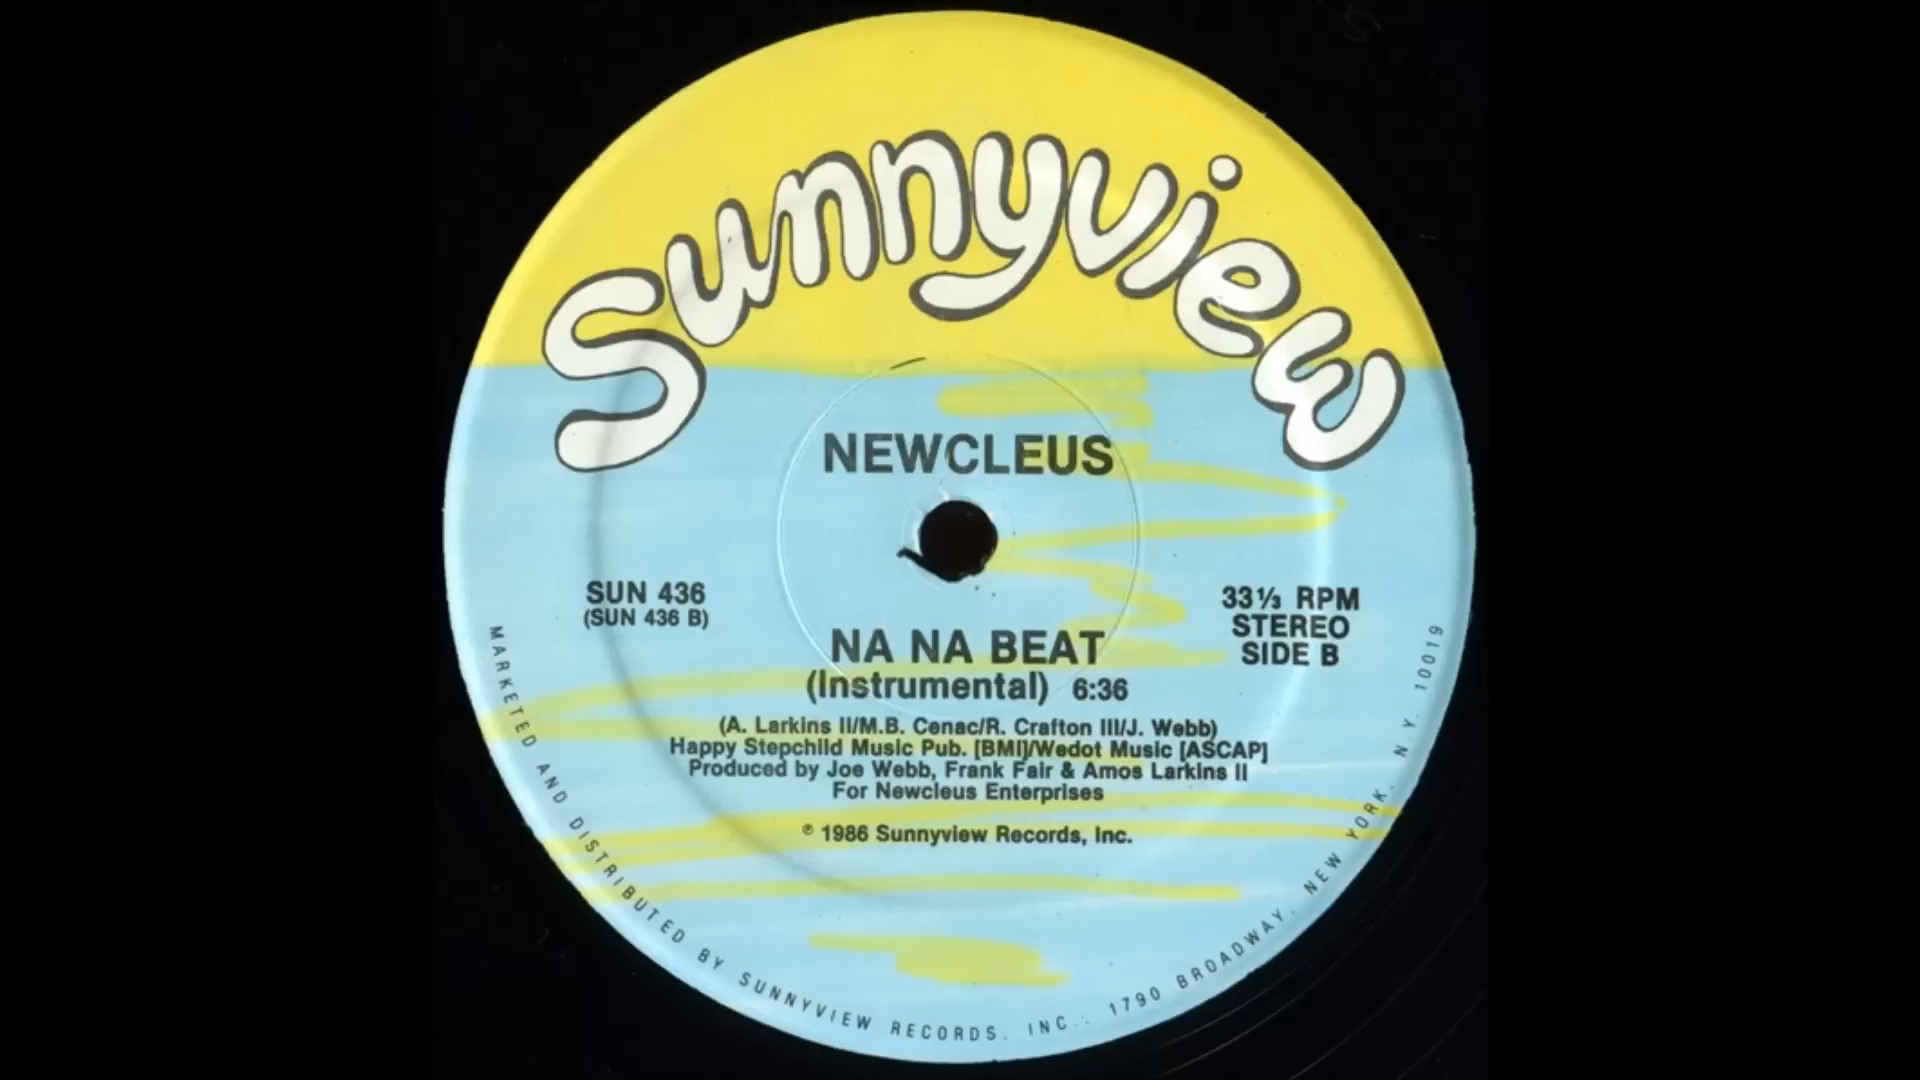 Sunnyview
NEWCLEUS
SUN 436
(SUN 436 B)
33⅓ RPM
STEREO
SIDE B
NA NA BEAT
(Instrumental) 6:36
(A. Larkins II/M.B. Cenac/R. Crafton III/J. Webb)
Happy Stepchild Music Pub. [BMI]/Wedot Music [ASCAP]
Produced by Joe Webb, Frank Fair & Amos Larkins II
For Newcleus Enterprises
℗ 1986 Sunnyview Records, Inc.
MARKETED AND DISTRIBUTED BY SUNNYVIEW RECORDS, INC., 1790 BROADWAY, NEW YORK, N.Y. 10019